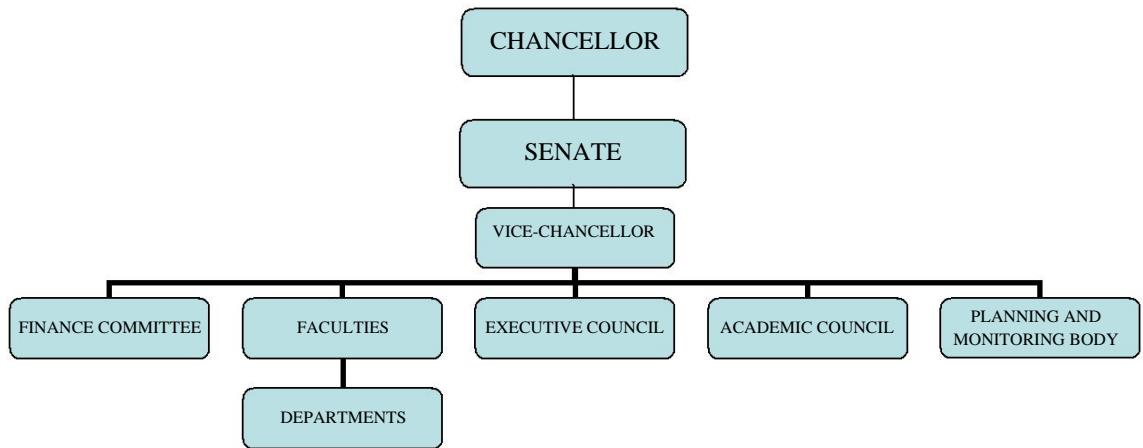 CHANCELLOR
SENATE
VICE-CHANCELLOR
FINANCE COMMITTEE
FACULTIES
EXECUTIVE COUNCIL
ACADEMIC COUNCIL
PLANNING AND
MONITORING BODY
DEPARTMENTS